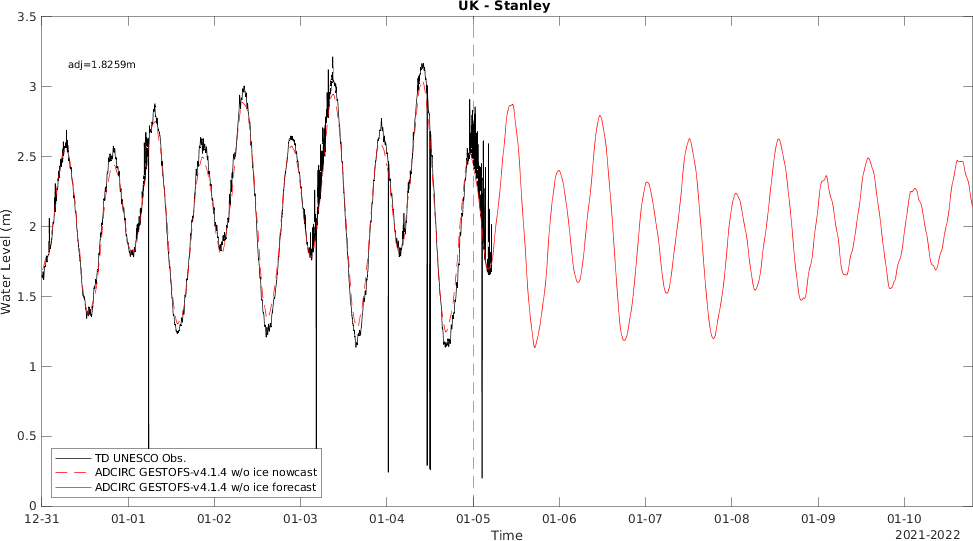 UK - Stanley
adj=1.8259m
Water Level (m)
3.5
3
2.5
2
1.5
1
0.5
0
TD UNESCO Obs.
ADCIRC GESTOFS-v4.1.4 w/o ice nowcast
ADCIRC GESTOFS-v4.1.4 w/o ice forecast
12-31 01-01 01-02 01-03 01-04 01-05 01-06 01-07 01-08 01-09 01-10
Time
2021-2022